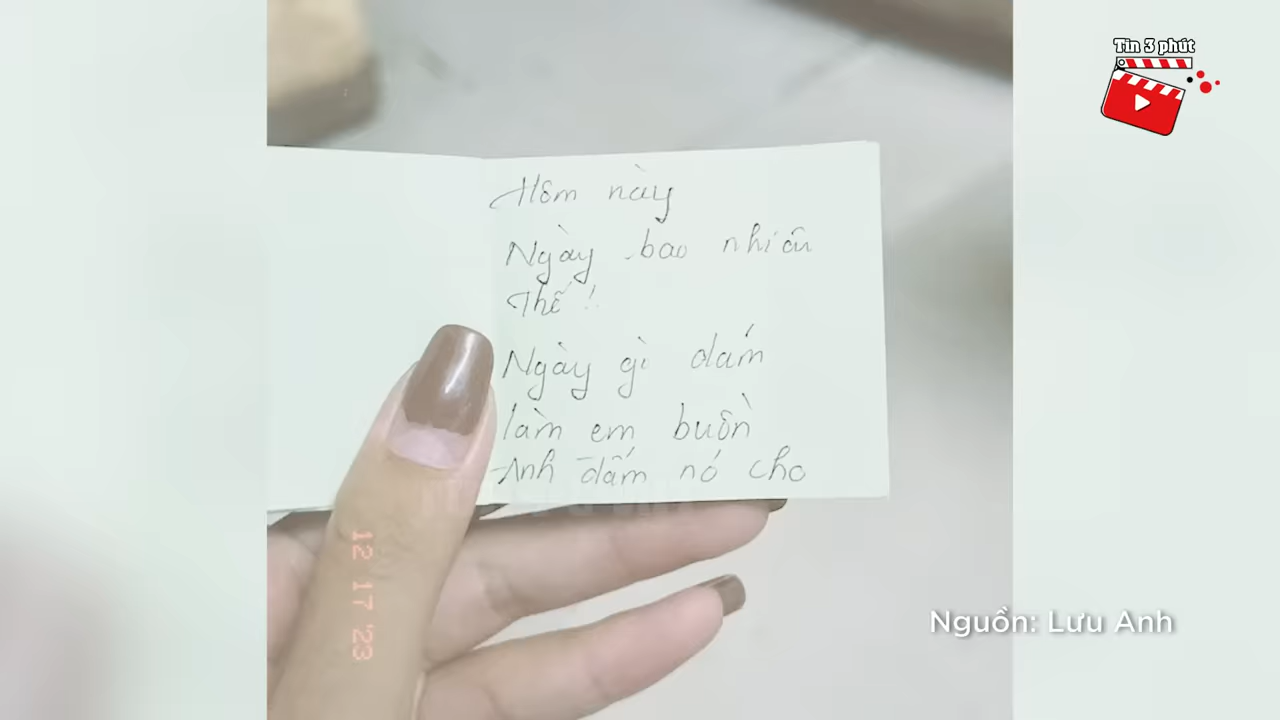 Tin 3 phút
Hôm này
Ngày bao nhiêu
Thế !
Ngày gì dám
làm em buồn
Anh đấm nó cho
12 17 '23
Nguồn: Lưu Anh